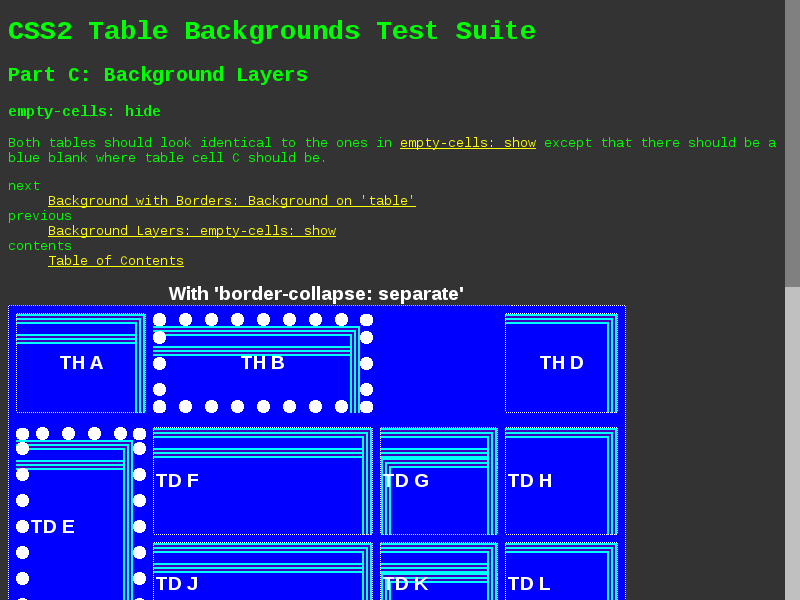 CSS2 Table Backgrounds Test Suite
Part C: Background Layers
empty-cells: hide
Both tables should look identical to the ones in empty-cells: show except that there should be a
blue blank where table cell C should be.
next
Background with Borders: Background on 'table'
previous
Background Layers: empty-cells: show
contents
Table of Contents
With 'border-collapse: separate'
TH A
TH B
TH D
TD F
TD G
TD H
TD E
TD J
TD K
TD L